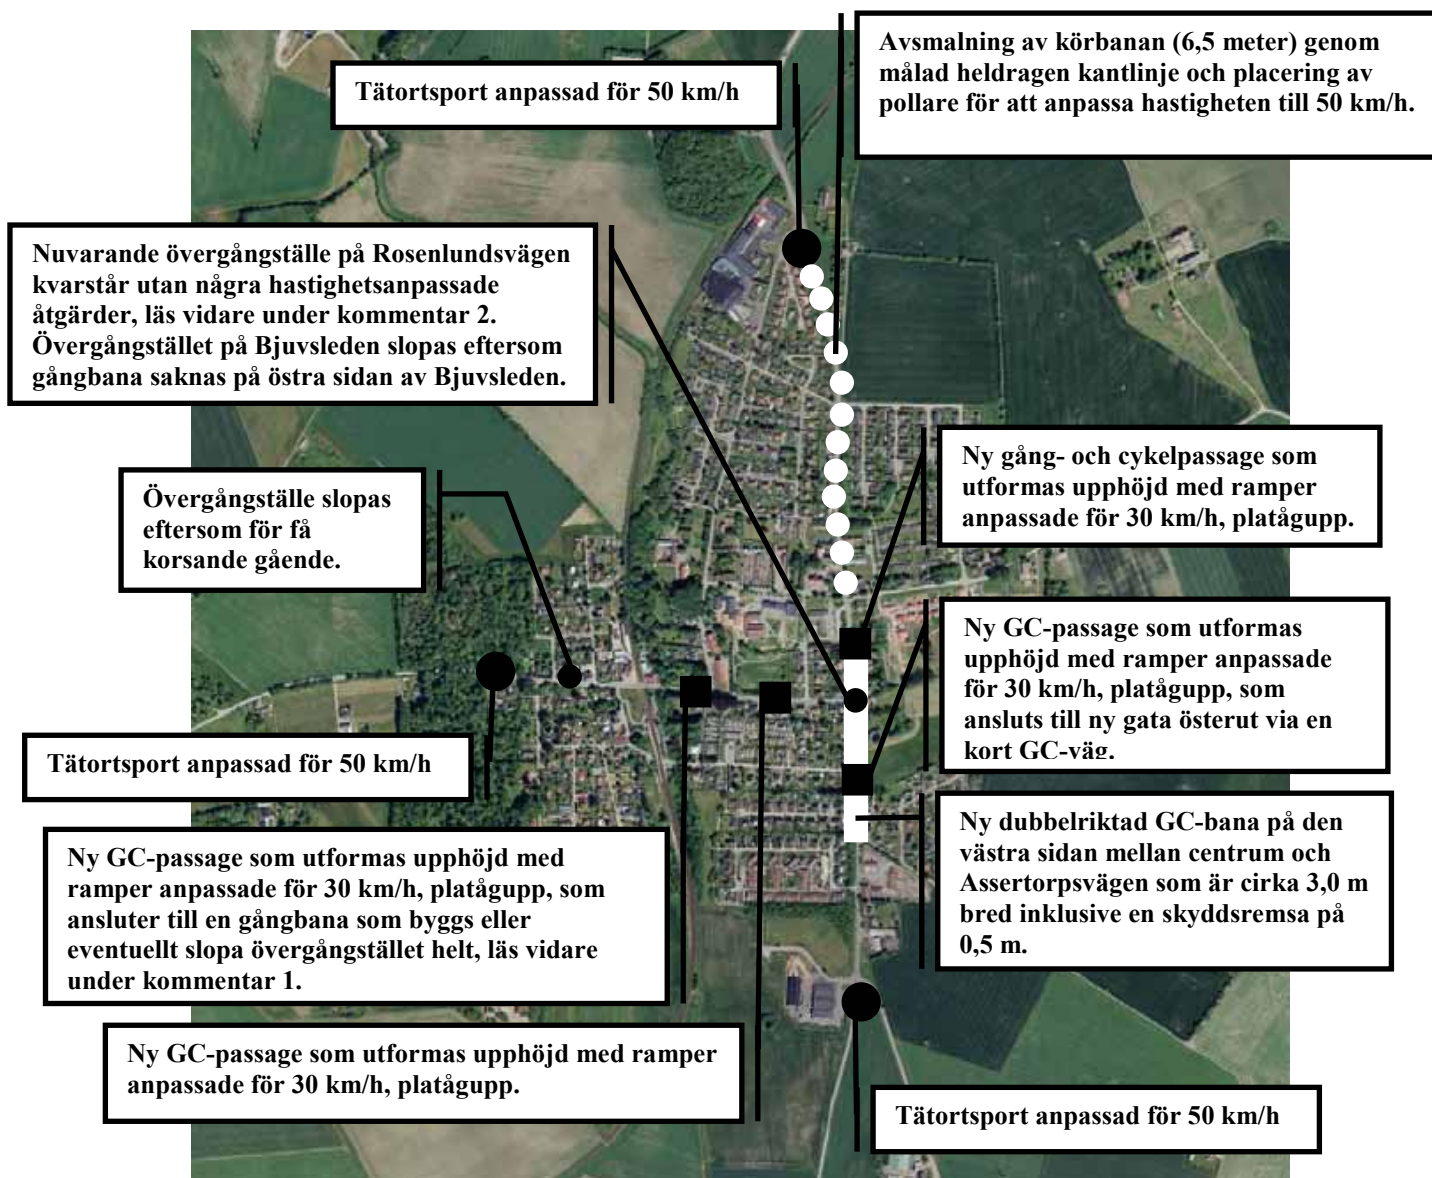 Avsmalning av körbanan (6,5 meter) genom
målad heldragen kantlinje och placering av
pollare för att anpassa hastigheten till 50 km/h.
Tätortsport anpassad för 50 km/h
Nuvarande övergångställe på Rosenlundsvägen
kvarstår utan några hastighetsanpassade
åtgärder, läs vidare under kommentar 2.
Övergångstället på Bjuvsleden slopas eftersom
gångbana saknas på östra sidan av Bjuvsleden.
Ny gång- och cykelpassage som
utformas upphöjd med ramper
anpassade för 30 km/h, platågupp.
Övergångställe slopas
eftersom för få
korsande gående.
Ny GC-passage som utformas
upphöjd med ramper anpassade
för 30 km/h, platågupp, som
ansluts till ny gata österut via en
kort GC-väg.
Tätortsport anpassad för 50 km/h
Ny dubbelriktad GC-bana på den
västra sidan mellan centrum och
Assertorpsvägen som är cirka 3,0 m
bred inklusive en skyddsremsa på
0,5 m.
Ny GC-passage som utformas upphöjd med
ramper anpassade för 30 km/h, platågupp, som
ansluter till en gångbana som byggs eller
eventuellt slopa övergångstället helt, läs vidare
under kommentar 1.
Ny GC-passage som utformas upphöjd med ramper
anpassade för 30 km/h, platågupp.
Tätortsport anpassad för 50 km/h